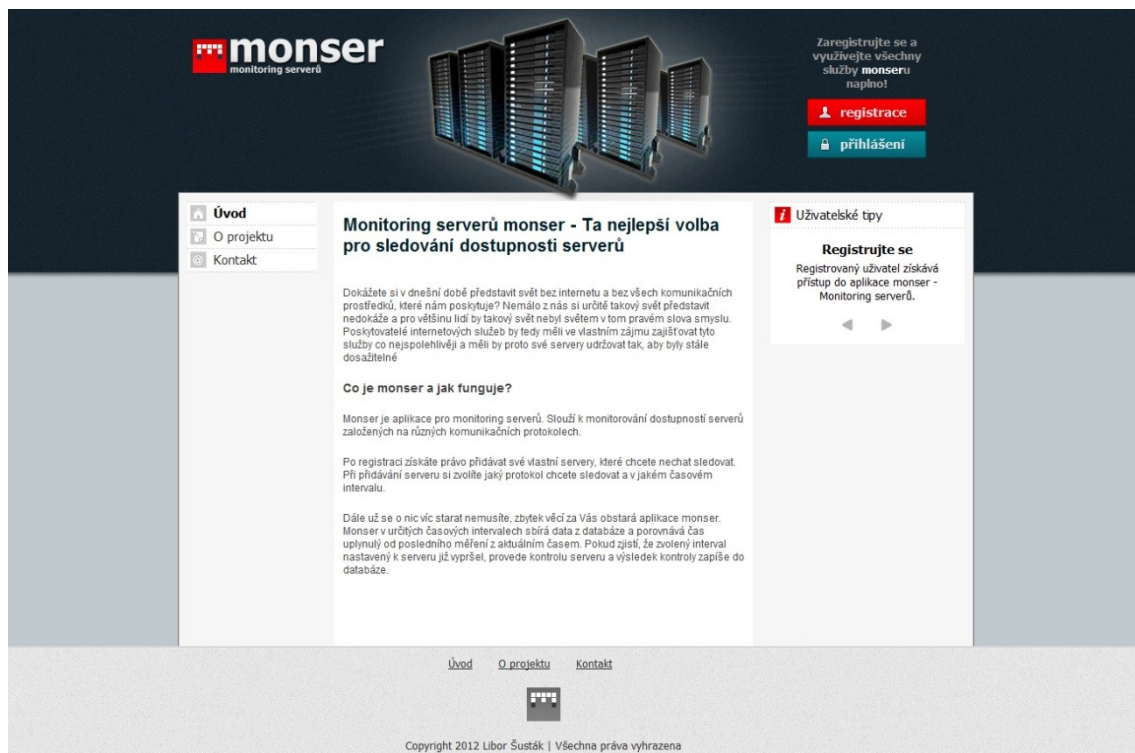 monser
monitoring serverů
Zaregistrujte se a
využívejte všechny
služby monseru
naplno!
registrace
přihlášení
Úvod
O projektu
Kontakt
Monitoring serverů monser - Ta nejlepší volba
pro sledování dostupnosti serverů
Dokážete si v dnešní době představit svět bez internetu a bez všech komunikačních
prostředků, které nám poskytuje? Nemálo z nás si určitě takový svět představit
nedokáže a pro většinu lidí by takový svět nebyl světem v tom pravém slova smyslu.
Poskytovatelé internetových služeb by tedy měli ve vlastním zájmu zajišťovat tyto
služby co nejspolehlivěji a měli by proto své servery udržovat tak, aby byly stále
dosažitelné
Co je monser a jak funguje?
Monser je aplikace pro monitoring serverů. Slouží k monitorování dostupností serverů
založených na různých komunikačních protokolech.
Po registraci získáte právo přidávat své vlastní servery, které chcete nechat sledovat.
Při přidávání serveru si zvolíte jaký protokol chcete sledovat a v jakém časovém
intervalu.
Dále už se o nic víc starat nemusíte, zbytek věcí za Vás obstará aplikace monser.
Monser v určitých časových intervalech sbírá data z databáze a porovnává čas
uplynulý od posledního měření z aktuálním časem. Pokud zjistí, že zvolený interval
nastavený k serveru již vypršel, provede kontrolu serveru a výsledek kontroly zapíše do
databáze.
i Uživatelské tipy
Registrujte se
Registrovaný uživatel získává
přístup do aplikace monser -
Monitoring serverů.
Úvod O projektu Kontakt
Copyright 2012 Libor Šusták | Všechna práva vyhrazena